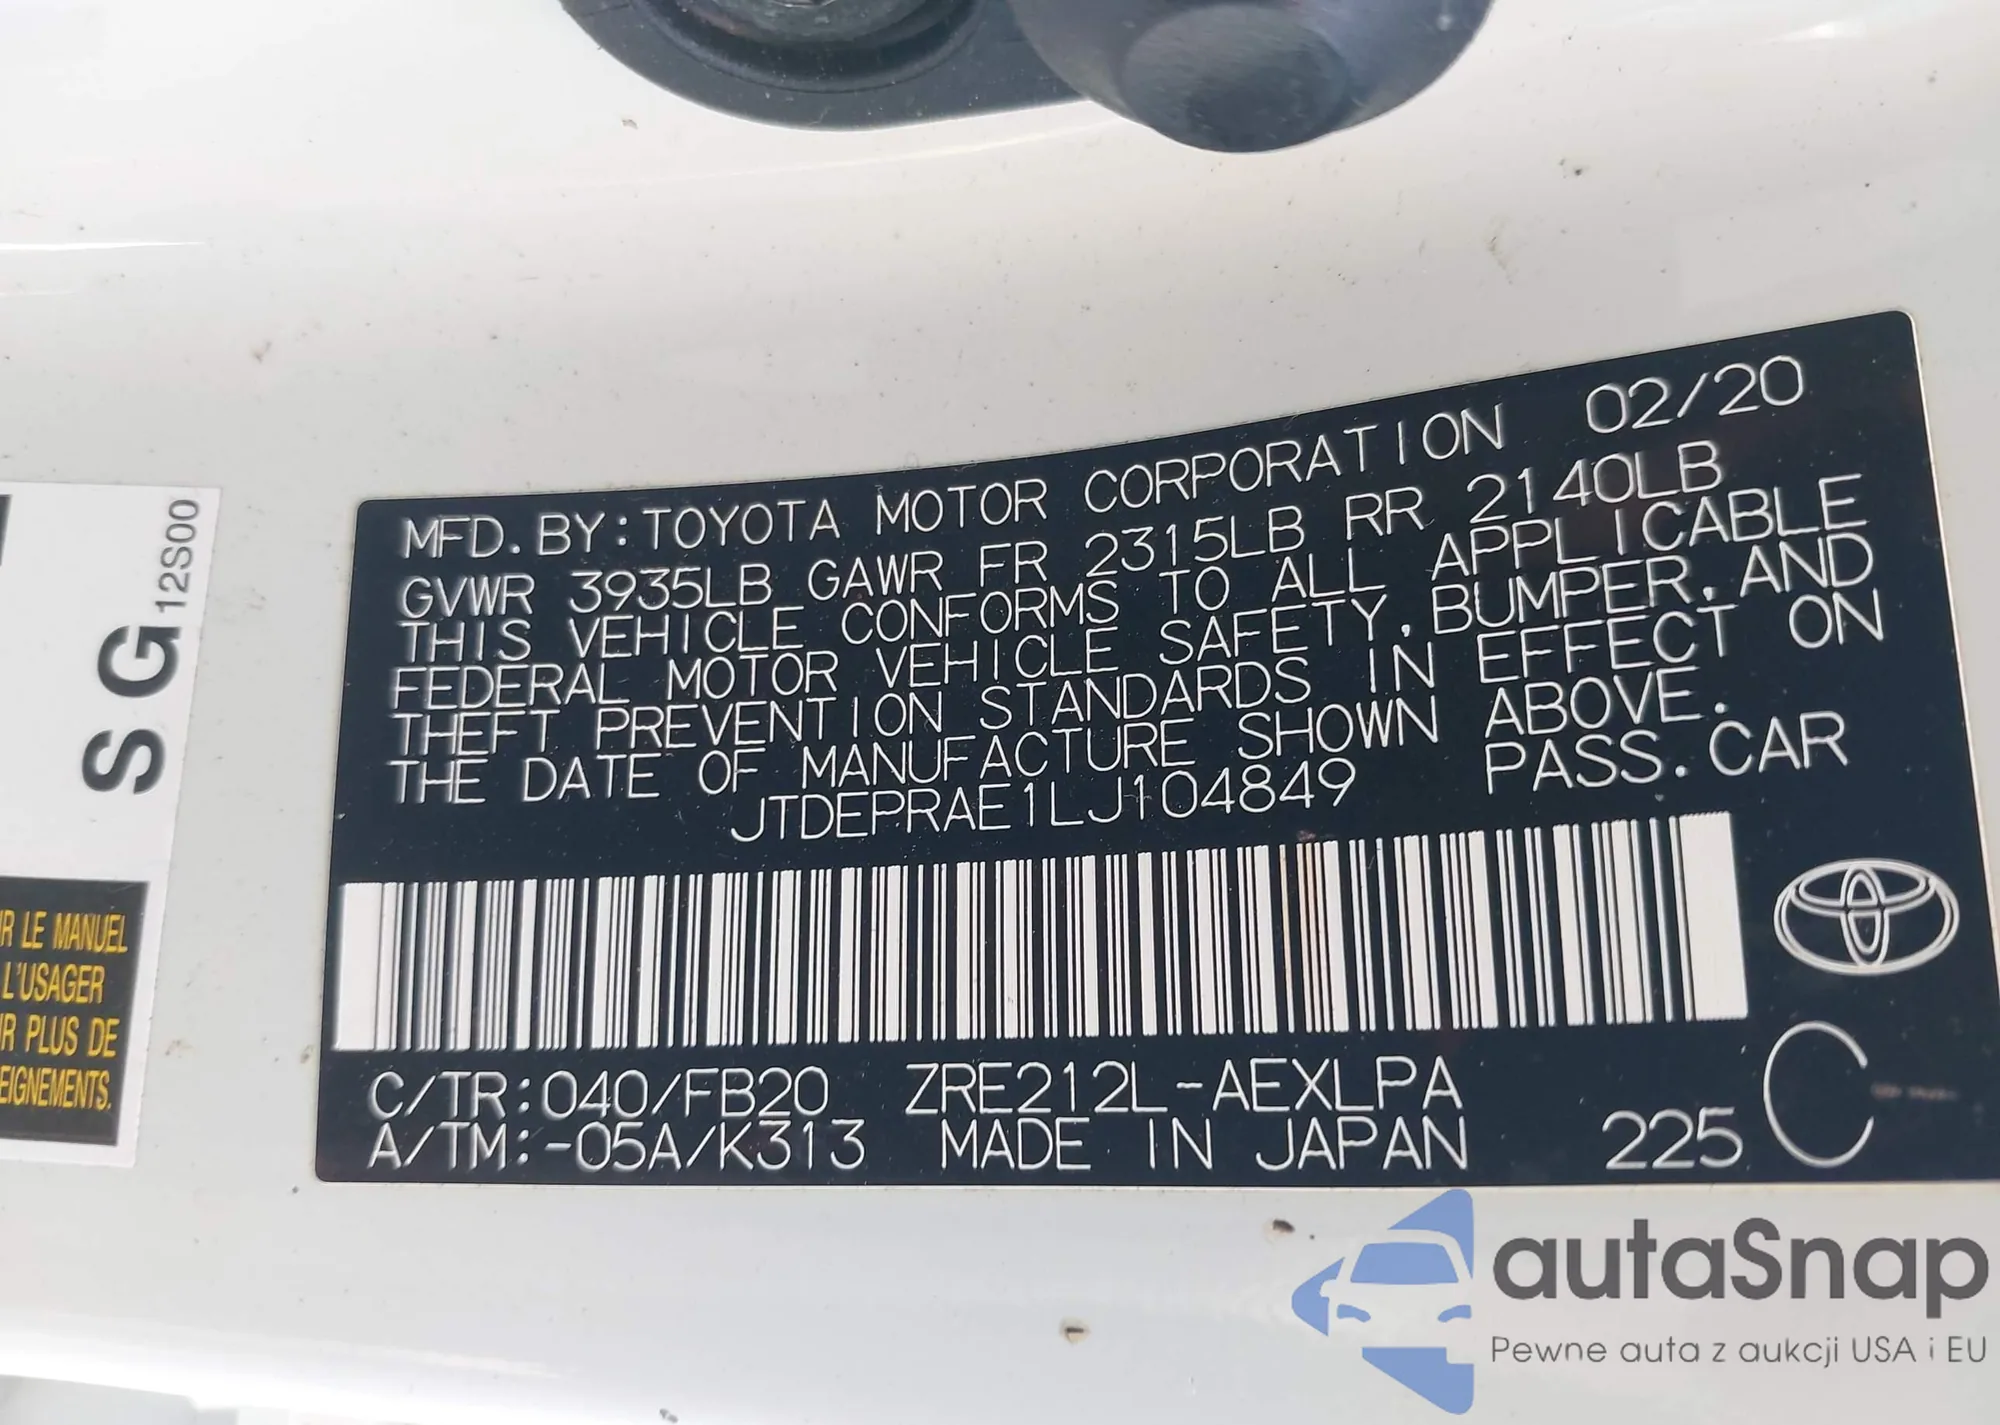 MFD. BY: TOYOTA MOTOR CORPORATION 02/20
GVWR 3935LB GAWR FR 2315LB RR 2140LB
THIS VEHICLE CONFORMS TO ALL APPLICABLE
FEDERAL MOTOR VEHICLE SAFETY, BUMPER, AND
THEFT PREVENTION STANDARDS IN EFFECT ON
THE DATE OF MANUFACTURE SHOWN ABOVE.
JTDEPRAE1LJ104849 PASS. CAR
C/TR: 040/FB20 ZRE212L-AEXLPA
A/TM: -05A/K313 MADE IN JAPAN 225 C
S G 12S00
R LE MANUEL
L'USAGER
R PLUS DE
EIGNEMENTS.
autaSnap
Pewne auta z aukcji USA i EU